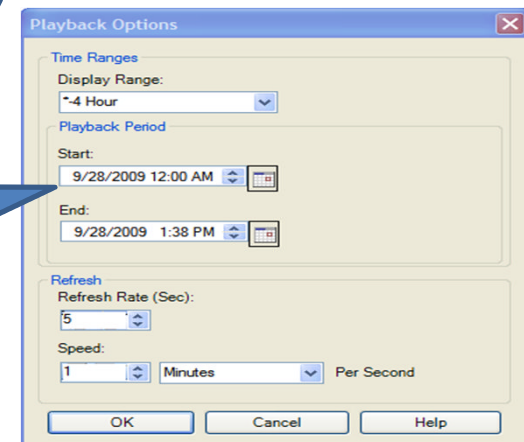 Playback Options
Time Ranges
Display Range:
*-4 Hour
Playback Period
Start:
9/28/2009 12:00 AM
End:
9/28/2009 1:38 PM
Refresh
Refresh Rate (Sec):
5
Speed:
1 Minutes Per Second
OK Cancel Help